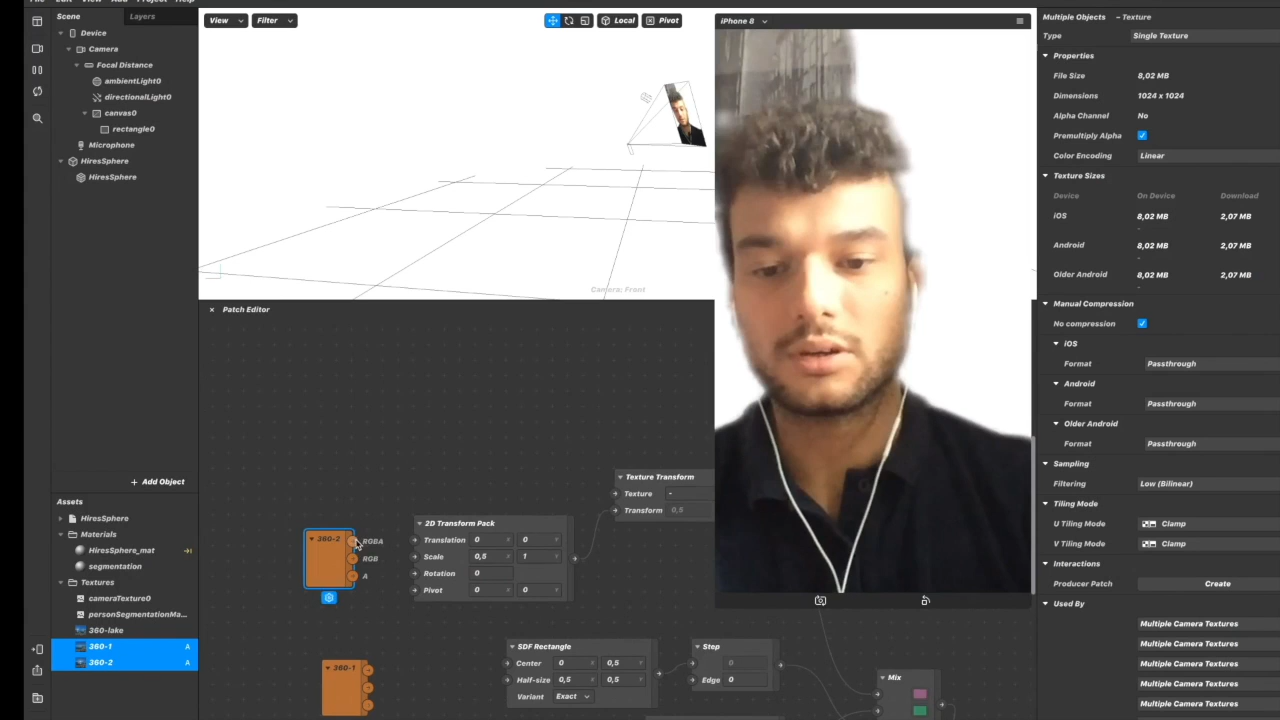 File Edit View Add Project Help
Scene
Layers
Device
Camera
Focal Distance
ambientLight0
directionalLight0
canvas0
rectangle0
Microphone
HiresSphere
HiresSphere
+ Add Object
Assets
HiresSphere
Materials
HiresSphere_mat
segmentation
Textures
cameraTexture0
personSegmentationMa...
360-lake
360-1 A
360-2 A
View
Filter
Local
Pivot
Camera: Front
iPhone 8
× Patch Editor
360-2
RGBA
RGB
A
2D Transform Pack
Translation 0 X 0 Y
Scale 0,5 X 1 Y
Rotation 0
Pivot 0 X 0 Y
Texture Transform
Texture -
Transform 0,5
360-1
SDF Rectangle
Center 0 X 0,5 Y
Half-size 0,5 X 0,5 Y
Variant Exact
Step
0
Edge 0
Mix
Multiple Objects - Texture
Type Single Texture
Properties
File Size 8,02 MB
Dimensions 1024 x 1024
Alpha Channel No
Premultiply Alpha
Color Encoding Linear
Texture Sizes
Device On Device Download
iOS 8,02 MB 2,07 MB
-
Android 8,02 MB 2,07 MB
-
Older Android 8,02 MB 2,07 MB
-
Manual Compression
No compression
iOS
Format Passthrough
Android
Format Passthrough
Older Android
Format Passthrough
Sampling
Filtering Low (Bilinear)
Tiling Mode
U Tiling Mode Clamp
V Tiling Mode Clamp
Interactions
Producer Patch Create
Used By
Multiple Camera Textures
Multiple Camera Textures
Multiple Camera Textures
Multiple Camera Textures
Multiple Camera Textures